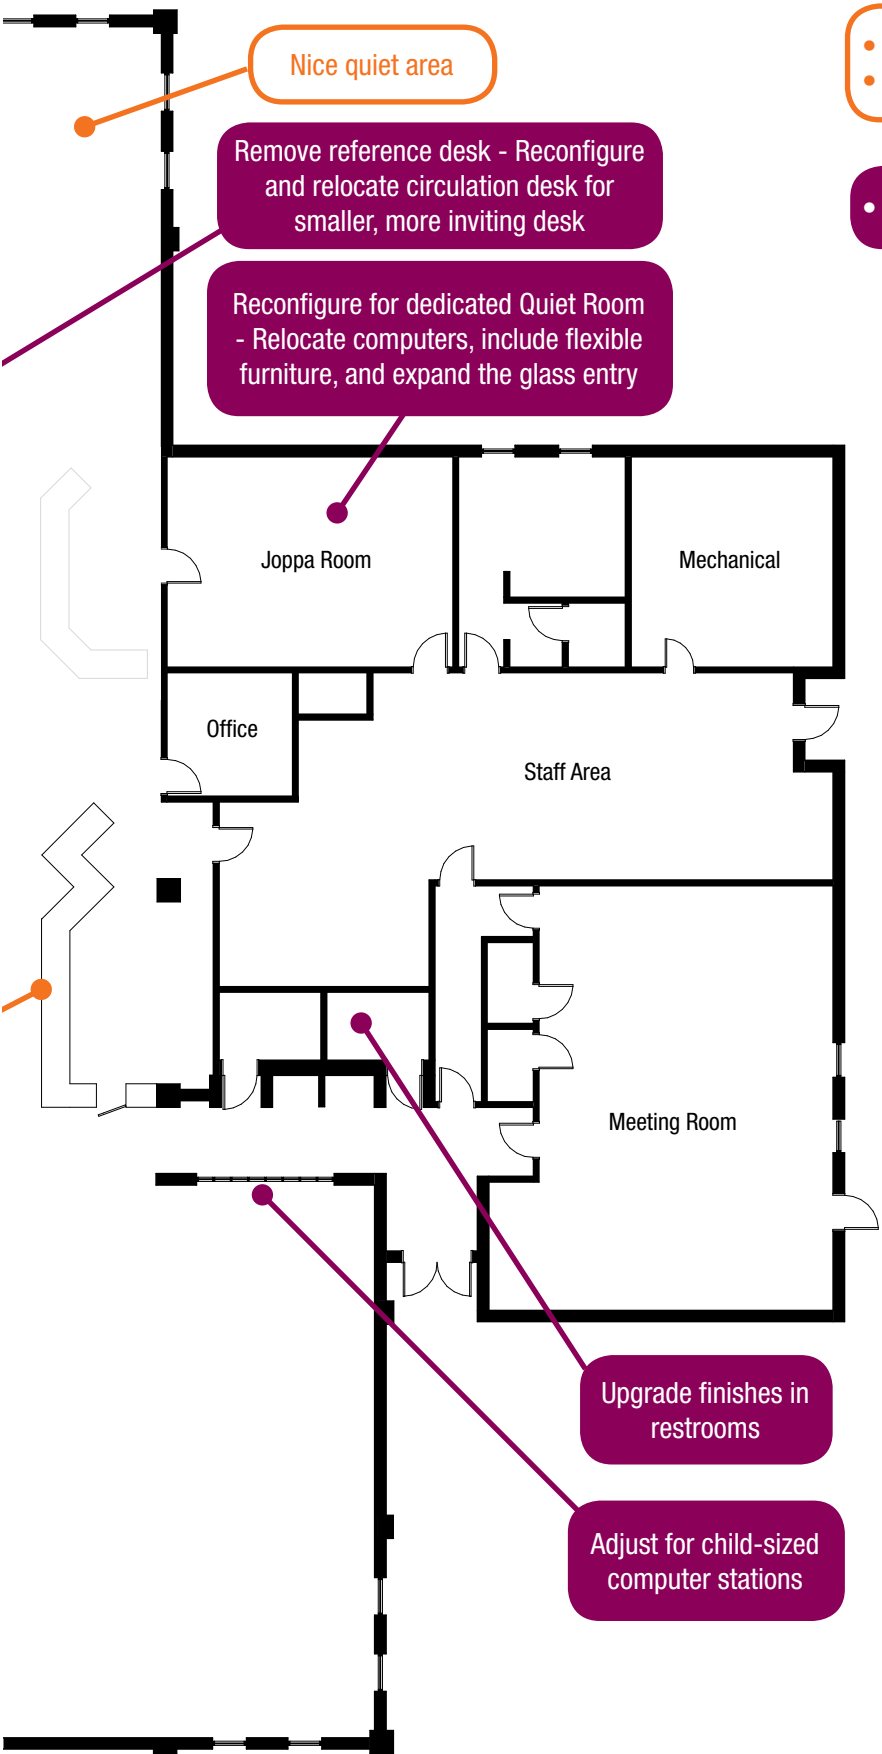 Nice quiet area
Remove reference desk - Reconfigure
and relocate circulation desk for
smaller, more inviting desk
Reconfigure for dedicated Quiet Room
- Relocate computers, include flexible
furniture, and expand the glass entry
Joppa Room
Mechanical
Office
Staff Area
Meeting Room
Upgrade finishes in
restrooms
Adjust for child-sized
computer stations